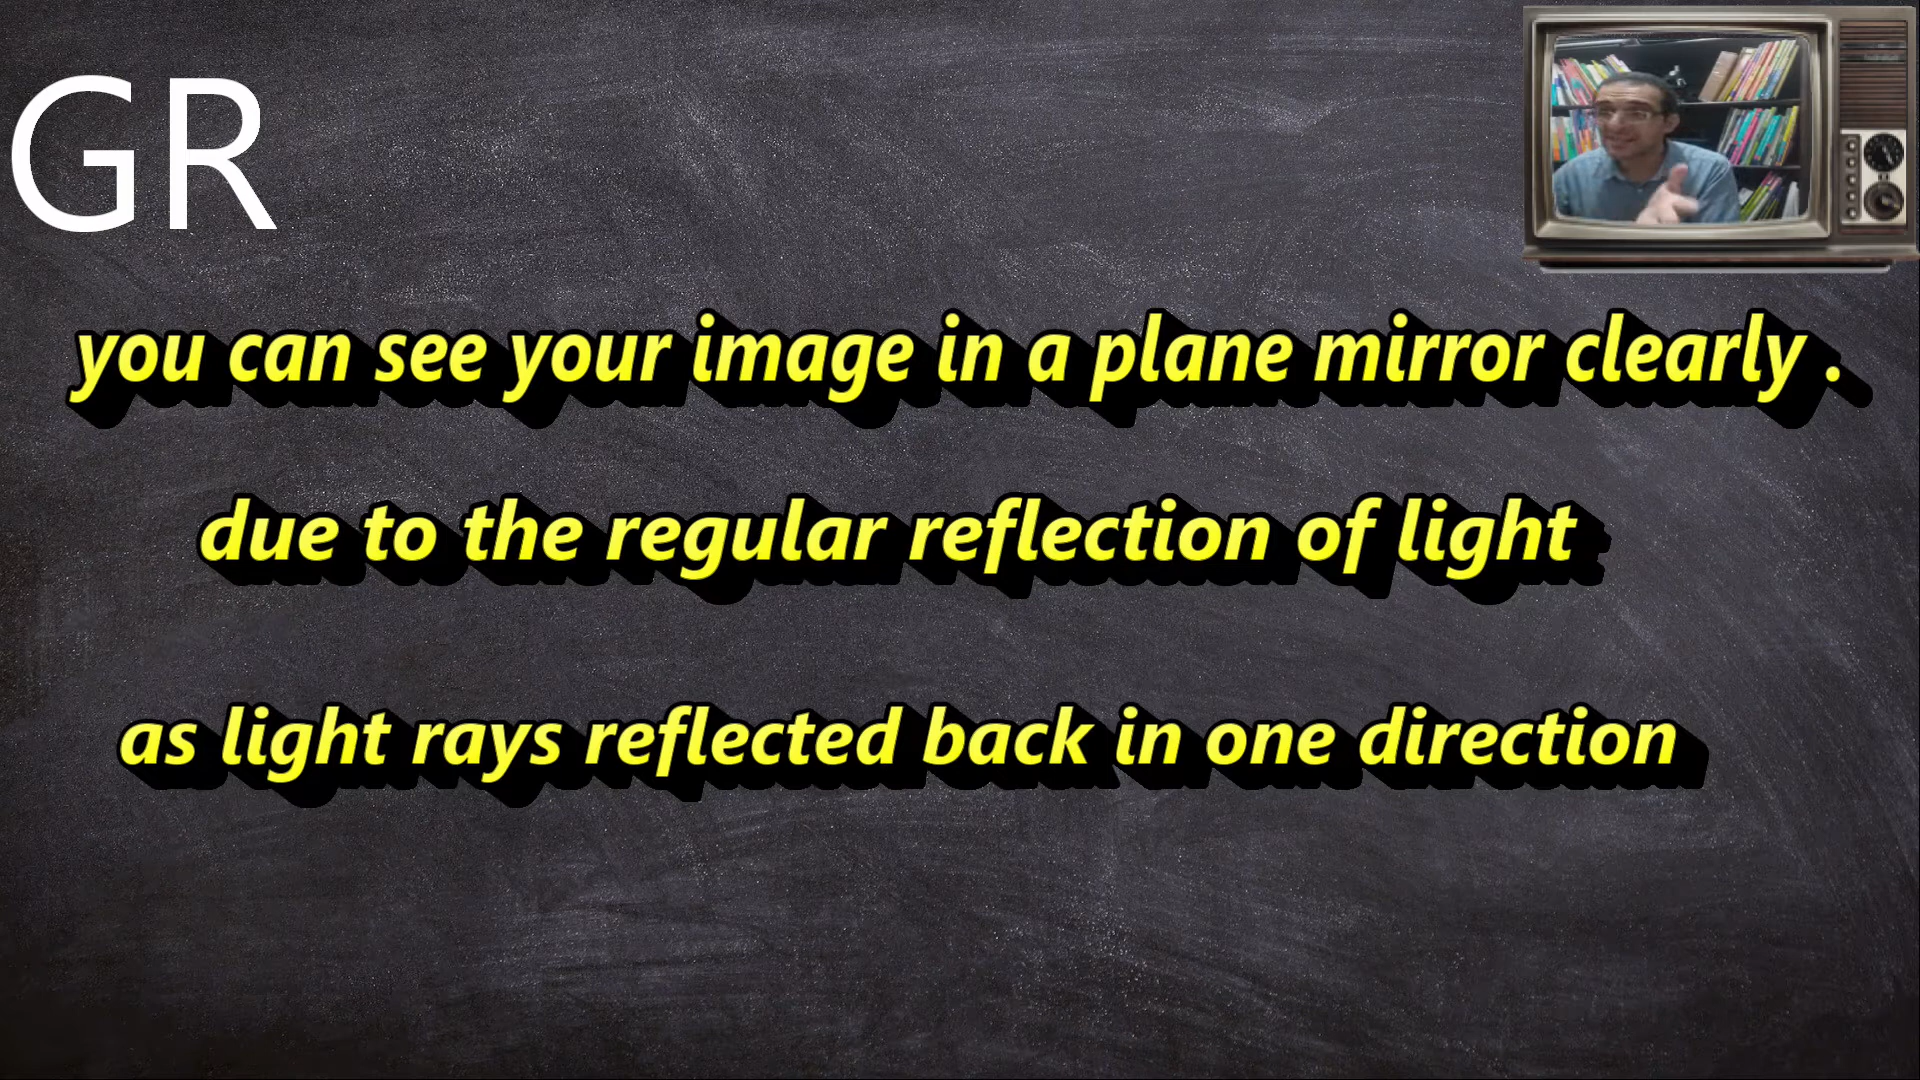 GR
you can see your image in a plane mirror clearly .
due to the regular reflection of light
as light rays reflected back in one direction